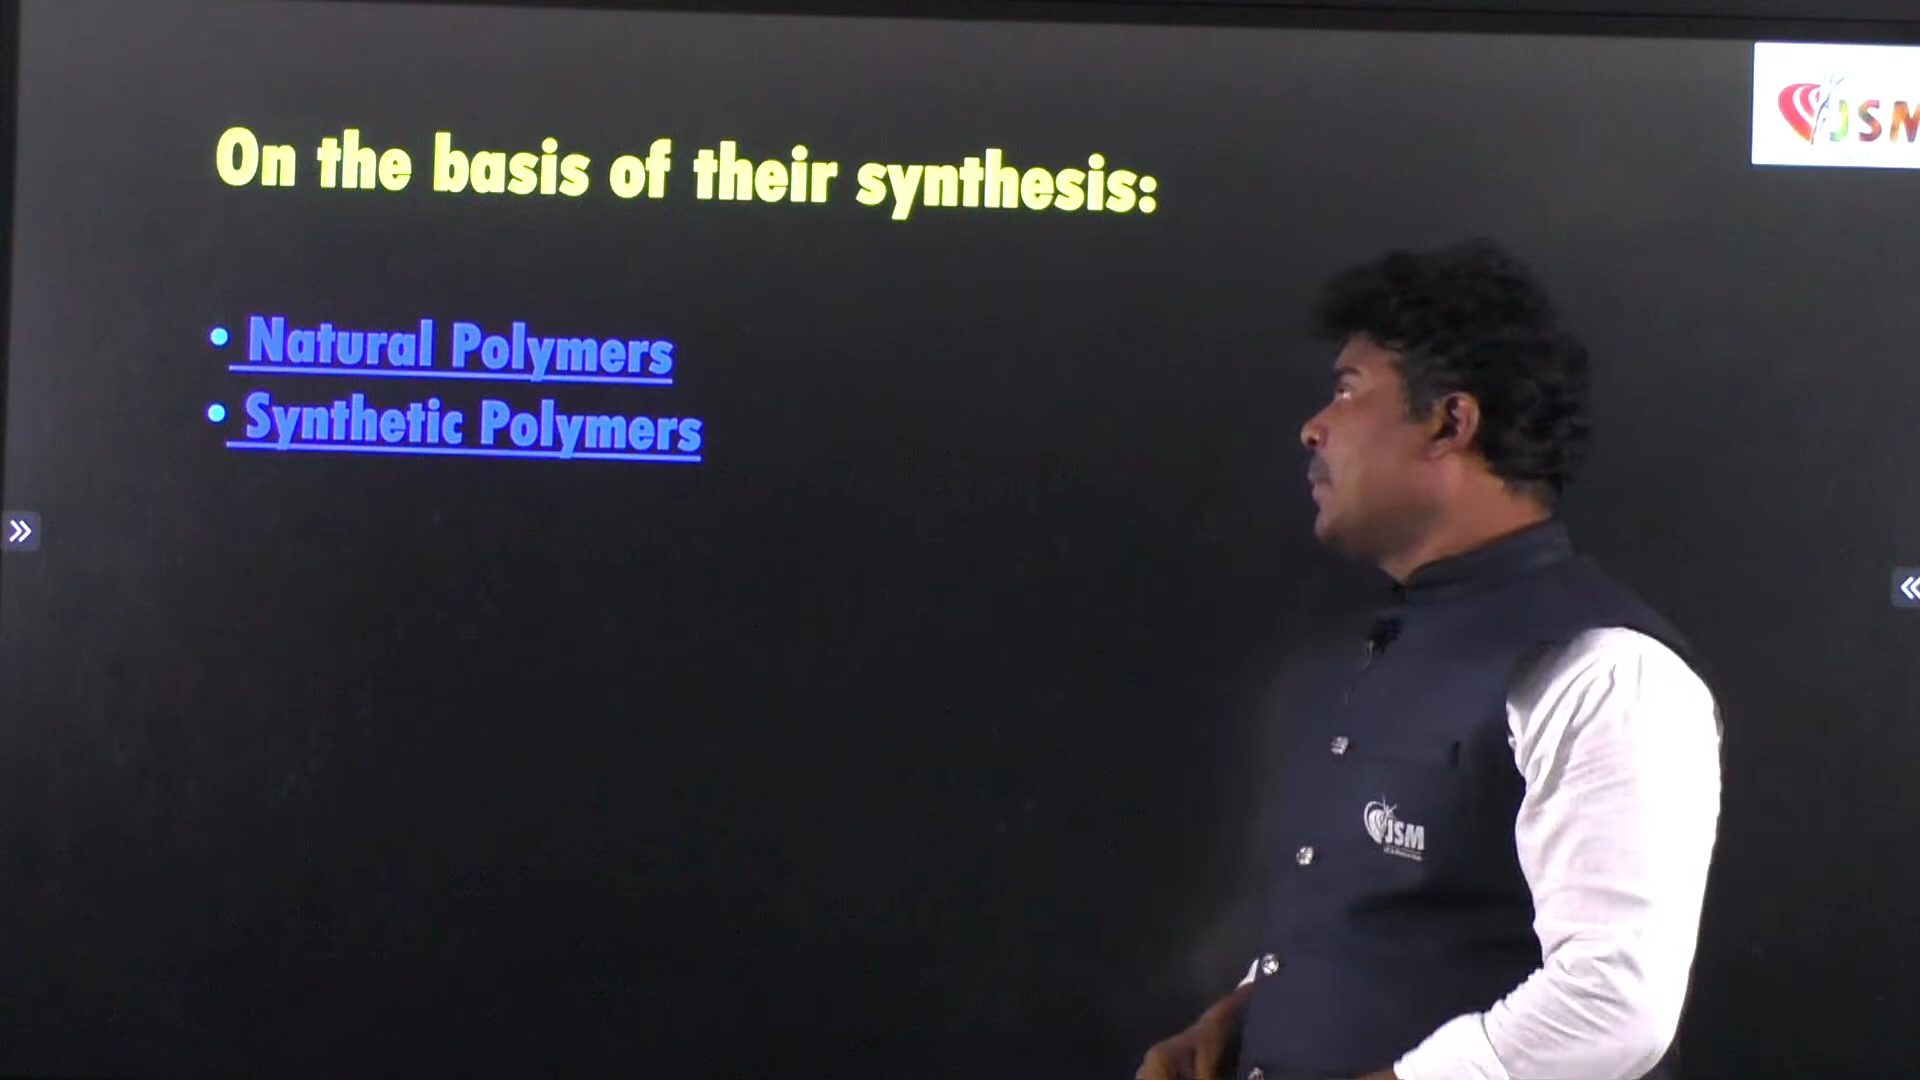 On the basis of their synthesis:
• Natural Polymers
• Synthetic Polymers
JSM
JSM